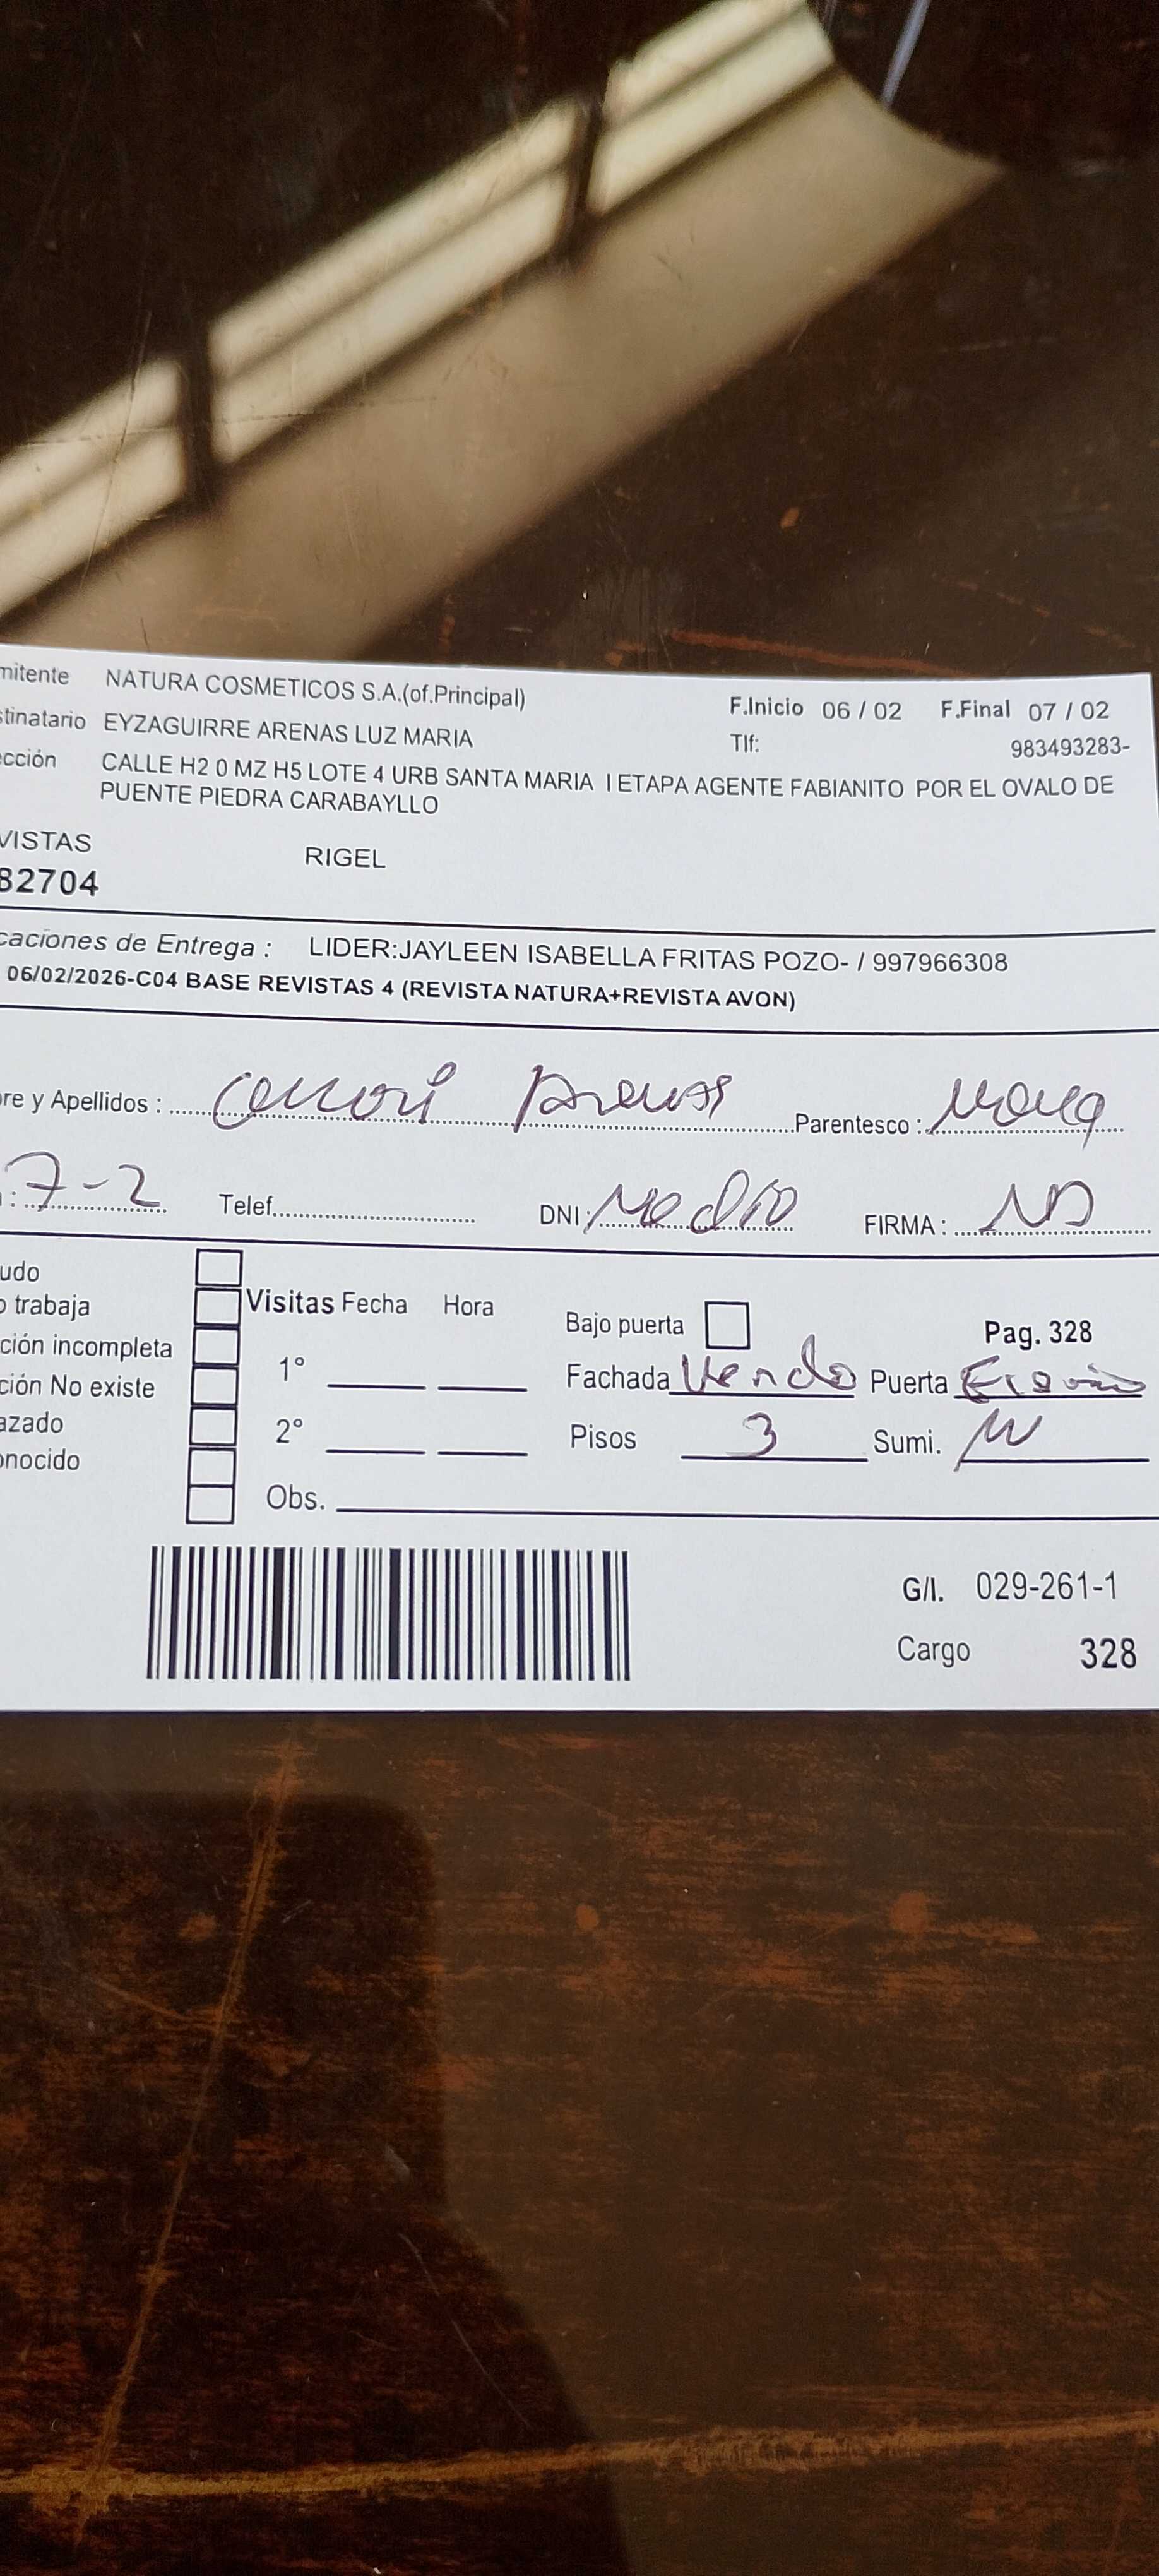 mitente NATURA COSMETICOS S.A.(of.Principal) F.Inicio 06 / 02 F.Final 07 / 02
stinatario EYZAGUIRRE ARENAS LUZ MARIA Tlf: 983493283-
cción CALLE H2 0 MZ H5 LOTE 4 URB SANTA MARIA I ETAPA AGENTE FABIANITO POR EL OVALO DE
PUENTE PIEDRA CARABAYLLO
VISTAS RIGEL
82704
caciones de Entrega : LIDER:JAYLEEN ISABELLA FRITAS POZO- / 997966308
06/02/2026-C04 BASE REVISTAS 4 (REVISTA NATURA+REVISTA AVON)
re y Apellidos : Arenas Parentesco :
: 7-2 Telef. DNI: FIRMA :
udo
o trabaja Visitas Fecha Hora Bajo puerta Pag. 328
ción incompleta
ción No existe 1° Fachada Puerta
azado 2° Pisos 3 Sumi.
onocido
Obs.
G/I. 029-261-1
Cargo 328